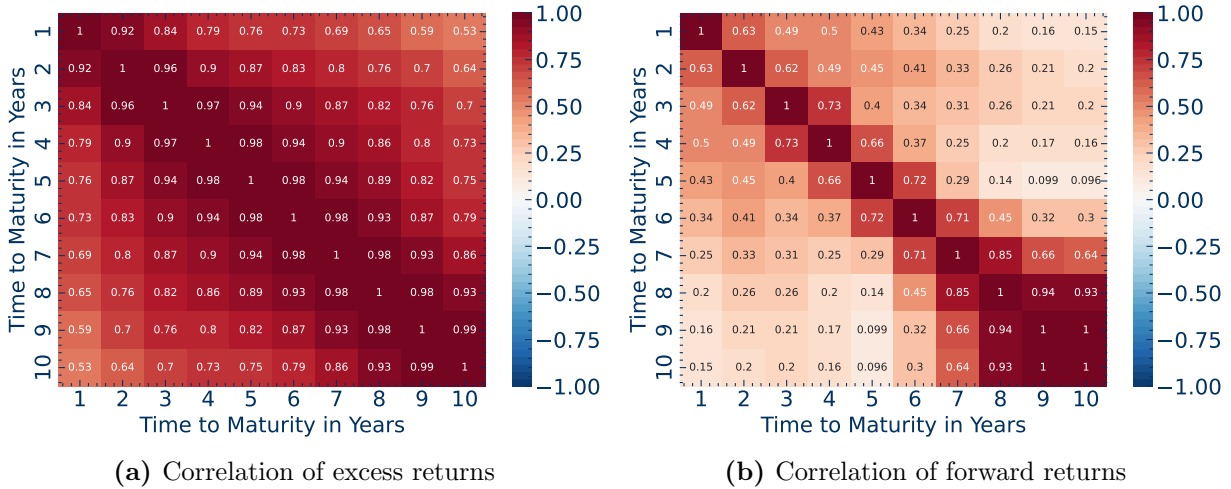 1 1 0.92 0.84 0.79 0.76 0.73 0.69 0.65 0.59 0.53
2 0.92 1 0.96 0.9 0.87 0.83 0.8 0.76 0.7 0.64
3 0.84 0.96 1 0.97 0.94 0.9 0.87 0.82 0.76 0.7
4 0.79 0.9 0.97 1 0.98 0.94 0.9 0.86 0.8 0.73
5 0.76 0.87 0.94 0.98 1 0.98 0.94 0.89 0.82 0.75
6 0.73 0.83 0.9 0.94 0.98 1 0.98 0.93 0.87 0.79
7 0.69 0.8 0.87 0.9 0.94 0.98 1 0.98 0.93 0.86
8 0.65 0.76 0.82 0.86 0.89 0.93 0.98 1 0.98 0.93
9 0.59 0.7 0.76 0.8 0.82 0.87 0.93 0.98 1 0.99
10 0.53 0.64 0.7 0.73 0.75 0.79 0.86 0.93 0.99 1
1 2 3 4 5 6 7 8 9 10
Time to Maturity in Years
Time to Maturity in Years
1.00
0.75
0.50
0.25
0.00
−0.25
−0.50
−0.75
−1.00
(a) Correlation of excess returns
1 1 0.63 0.49 0.5 0.43 0.34 0.25 0.2 0.16 0.15
2 0.63 1 0.62 0.49 0.45 0.41 0.33 0.26 0.21 0.2
3 0.49 0.62 1 0.73 0.4 0.34 0.31 0.26 0.21 0.2
4 0.5 0.49 0.73 1 0.66 0.37 0.25 0.2 0.17 0.16
5 0.43 0.45 0.4 0.66 1 0.72 0.29 0.14 0.099 0.096
6 0.34 0.41 0.34 0.37 0.72 1 0.71 0.45 0.32 0.3
7 0.25 0.33 0.31 0.25 0.29 0.71 1 0.85 0.66 0.64
8 0.2 0.26 0.26 0.2 0.14 0.45 0.85 1 0.94 0.93
9 0.16 0.21 0.21 0.17 0.099 0.32 0.66 0.94 1 1
10 0.15 0.2 0.2 0.16 0.096 0.3 0.64 0.93 1 1
1 2 3 4 5 6 7 8 9 10
Time to Maturity in Years
Time to Maturity in Years
1.00
0.75
0.50
0.25
0.00
−0.25
−0.50
−0.75
−1.00
(b) Correlation of forward returns